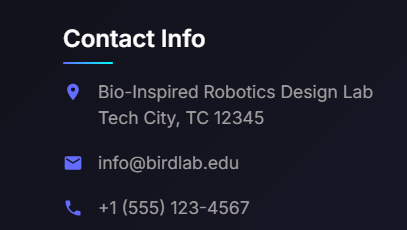 Contact Info
Bio-Inspired Robotics Design Lab
Tech City, TC 12345
info@birdlab.edu
+1 (555) 123-4567